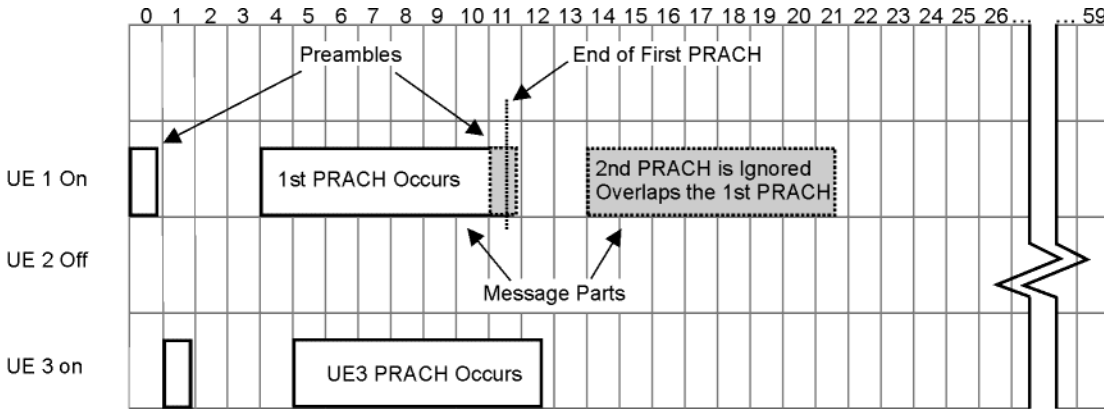 0 1 2 3 4 5 6 7 8 9 10 11 12 13 14 15 16 17 18 19 20 21 22 23 24 25 26... ... 59
Preambles
End of First PRACH
UE 1 On
1st PRACH Occurs
2nd PRACH is Ignored
Overlaps the 1st PRACH
UE 2 Off
Message Parts
UE 3 on
UE3 PRACH Occurs